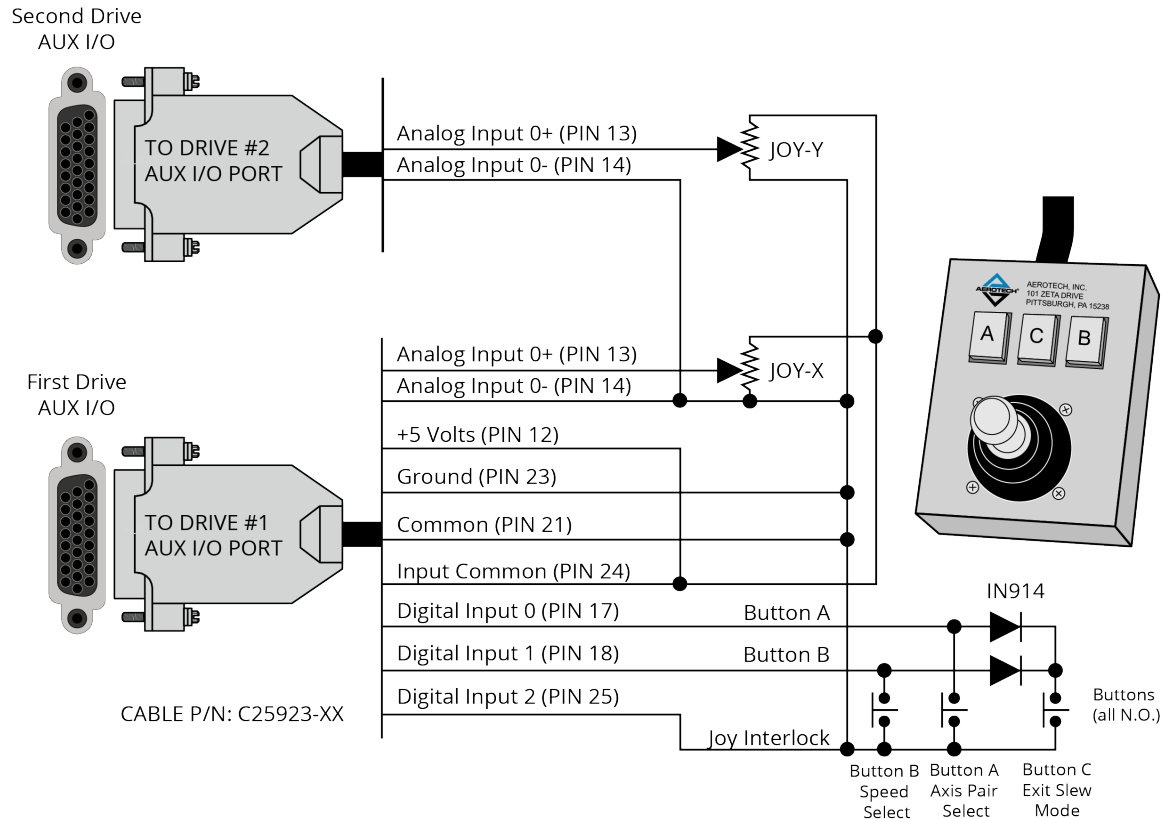 Second Drive
AUX I/O
TO DRIVE #2
AUX I/O PORT
Analog Input 0+ (PIN 13)
Analog Input 0- (PIN 14)
JOY-Y
AEROTECH
AEROTECH, INC.
101 ZETA DRIVE
PITTSBURGH, PA 15238
A
C
B
First Drive
AUX I/O
TO DRIVE #1
AUX I/O PORT
Analog Input 0+ (PIN 13)
Analog Input 0- (PIN 14)
JOY-X
+5 Volts (PIN 12)
Ground (PIN 23)
Common (PIN 21)
Input Common (PIN 24)
Digital Input 0 (PIN 17)
Button A
IN914
Digital Input 1 (PIN 18)
Button B
Digital Input 2 (PIN 25)
Joy Interlock
CABLE P/N: C25923-XX
Buttons
(all N.O.)
Button B
Speed
Select
Button A
Axis Pair
Select
Button C
Exit Slew
Mode